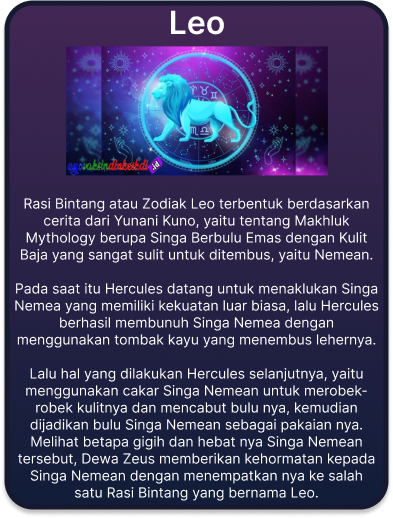 Leo
Rasi Bintang atau Zodiak Leo terbentuk berdasarkan
cerita dari Yunani Kuno, yaitu tentang Makhluk
Mythology berupa Singa Berbulu Emas dengan Kulit
Baja yang sangat sulit untuk ditembus, yaitu Nemean.
Pada saat itu Hercules datang untuk menaklukan Singa
Nemea yang memiliki kekuatan luar biasa, lalu Hercules
berhasil membunuh Singa Nemea dengan
menggunakan tombak kayu yang menembus lehernya.
Lalu hal yang dilakukan Hercules selanjutnya, yaitu
menggunakan cakar Singa Nemean untuk merobek-
robek kulitnya dan mencabut bulu nya, kemudian
dijadikan bulu Singa Nemean sebagai pakaian nya.
Melihat betapa gigih dan hebat nya Singa Nemean
tersebut, Dewa Zeus memberikan kehormatan kepada
Singa Nemean dengan menempatkan nya ke salah
satu Rasi Bintang yang bernama Leo.